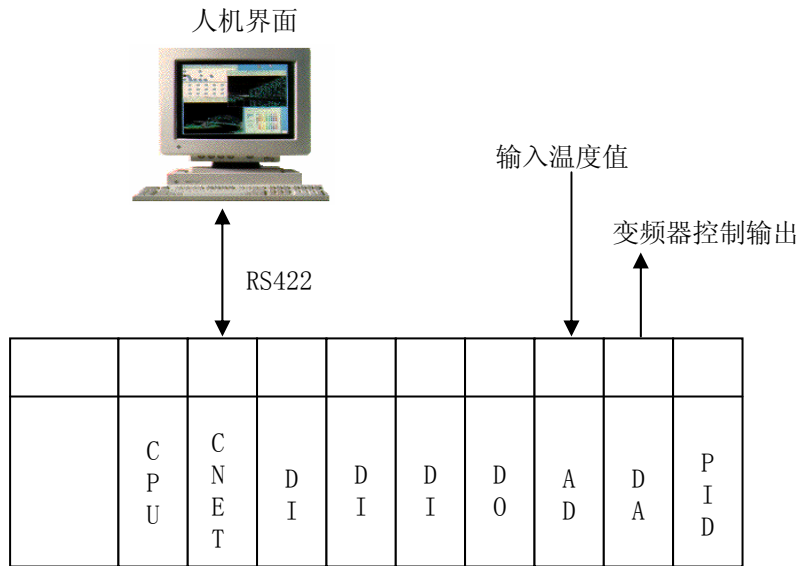 人机界面
输入温度值
变频器控制输出
RS422
CPU
CNET
DI
DI
DI
DO
AD
DA
PID